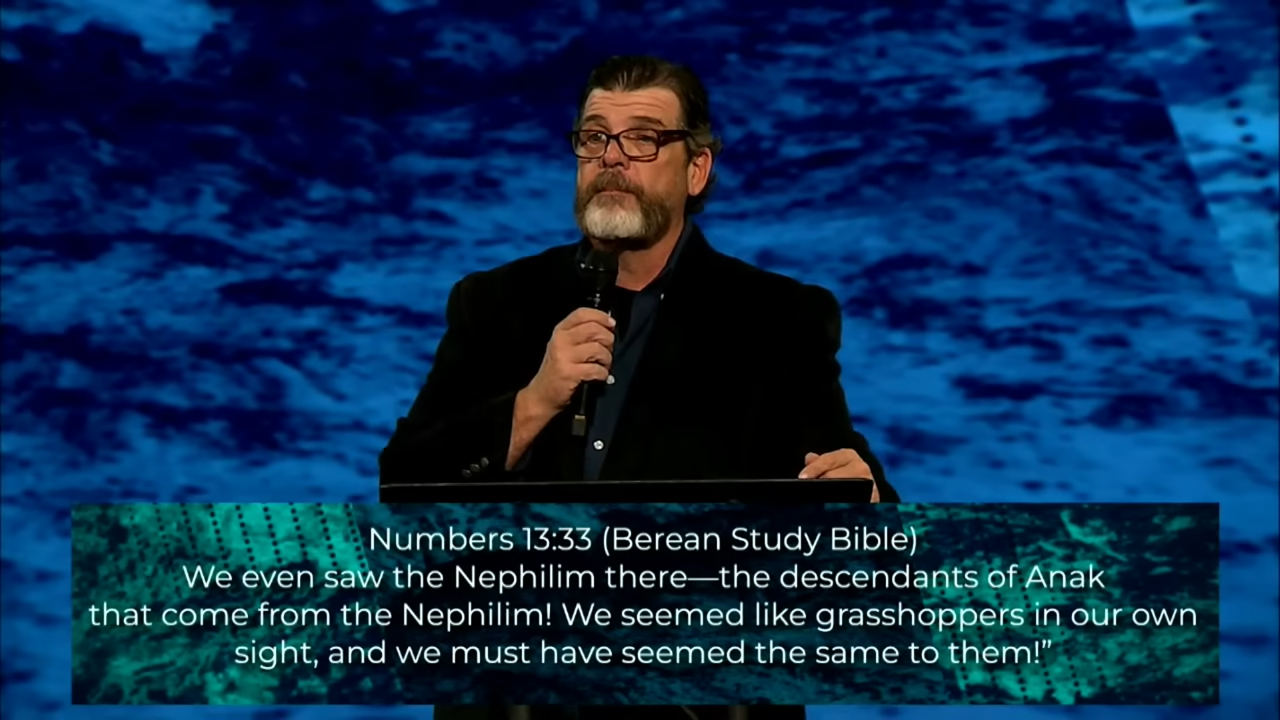 Numbers 13:33 (Berean Study Bible)
We even saw the Nephilim there—the descendants of Anak
that come from the Nephilim! We seemed like grasshoppers in our own
sight, and we must have seemed the same to them!”